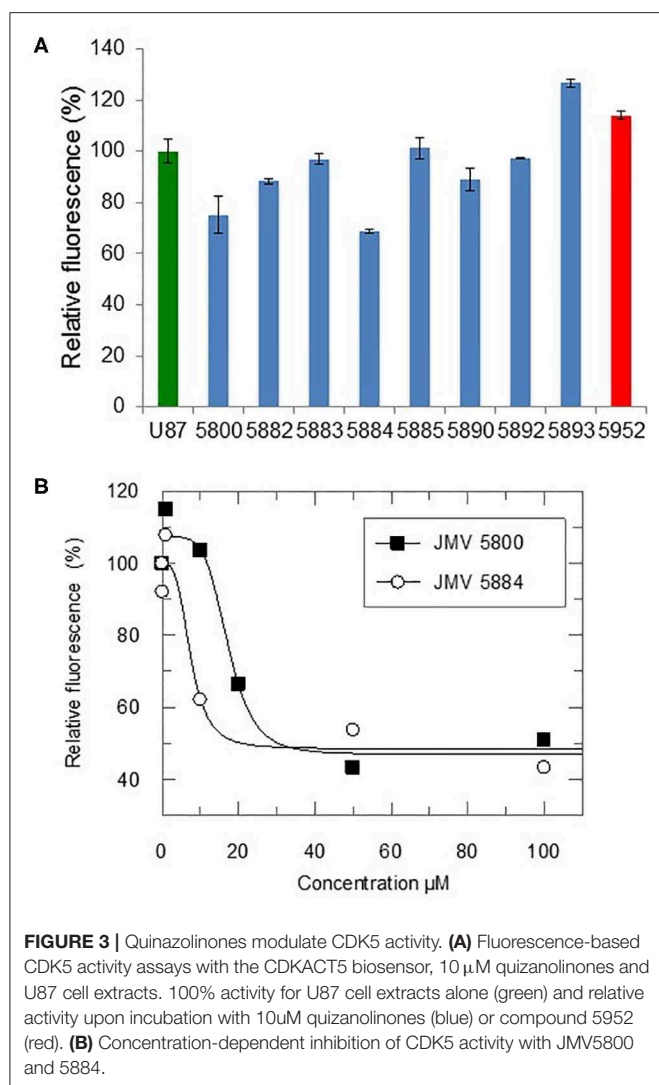 A
Relative fluorescence (%)
140
120
100
80
60
40
20
0
U87 5800 5882 5883 5884 5885 5890 5892 5893 5952
B
Relative fluorescence (%)
120
100
80
60
40
JMV 5800
JMV 5884
0 20 40 60 80 100
Concentration µM
FIGURE 3 | Quinazolinones modulate CDK5 activity. (A) Fluorescence-based
CDK5 activity assays with the CDKACT5 biosensor, 10 µM quizanolinones and
U87 cell extracts. 100% activity for U87 cell extracts alone (green) and relative
activity upon incubation with 10uM quizanolinones (blue) or compound 5952
(red). (B) Concentration-dependent inhibition of CDK5 activity with JMV5800
and 5884.